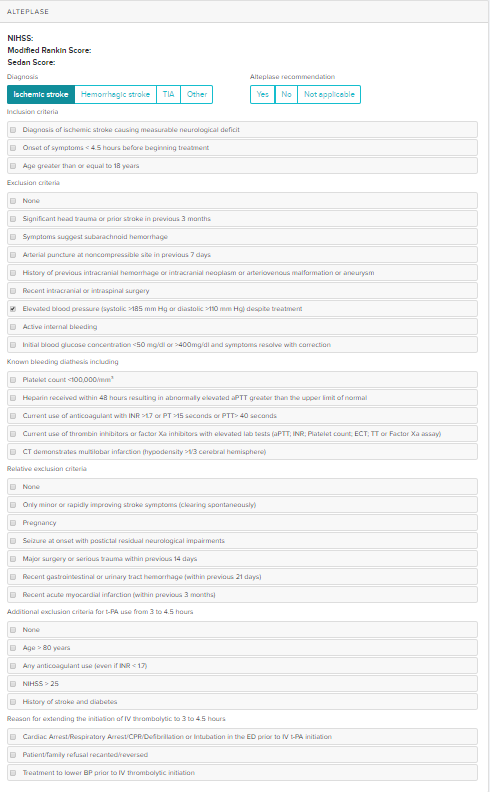 ALTEPLASE
NIHSS:
Modified Rankin Score:
Sedan Score:
Diagnosis Alteplase recommendation
Ischemic stroke Hemorrhagic stroke TIA Other Yes No Not applicable
Inclusion criteria
Diagnosis of ischemic stroke causing measurable neurological deficit
Onset of symptoms < 4.5 hours before beginning treatment
Age greater than or equal to 18 years
Exclusion criteria
None
Significant head trauma or prior stroke in previous 3 months
Symptoms suggest subarachnoid hemorrhage
Arterial puncture at noncompressible site in previous 7 days
History of previous intracranial hemorrhage or intracranial neoplasm or arteriovenous malformation or aneurysm
Recent intracranial or intraspinal surgery
Elevated blood pressure (systolic >185 mm Hg or diastolic >110 mm Hg) despite treatment
Active internal bleeding
Initial blood glucose concentration <50 mg/dl or >400mg/dl and symptoms resolve with correction
Known bleeding diathesis including
Platelet count <100,000/mm³
Heparin received within 48 hours resulting in abnormally elevated aPTT greater than the upper limit of normal
Current use of anticoagulant with INR >1.7 or PT >15 seconds or PTT> 40 seconds
Current use of thrombin inhibitors or factor Xa inhibitors with elevated lab tests (aPTT; INR; Platelet count; ECT; TT or Factor Xa assay)
CT demonstrates multilobar infarction (hypodensity >1/3 cerebral hemisphere)
Relative exclusion criteria
None
Only minor or rapidly improving stroke symptoms (clearing spontaneously)
Pregnancy
Seizure at onset with postictal residual neurological impairments
Major surgery or serious trauma within previous 14 days
Recent gastrointestinal or urinary tract hemorrhage (within previous 21 days)
Recent acute myocardial infarction (within previous 3 months)
Additional exclusion criteria for t-PA use from 3 to 4.5 hours
None
Age > 80 years
Any anticoagulant use (even if INR < 1.7)
NIHSS > 25
History of stroke and diabetes
Reason for extending the initiation of IV thrombolytic to 3 to 4.5 hours
Cardiac Arrest/Respiratory Arrest/CPR/Defibrillation or Intubation in the ED prior to IV t-PA initiation
Patient/family refusal recanted/reversed
Treatment to lower BP prior to IV thrombolytic initiation